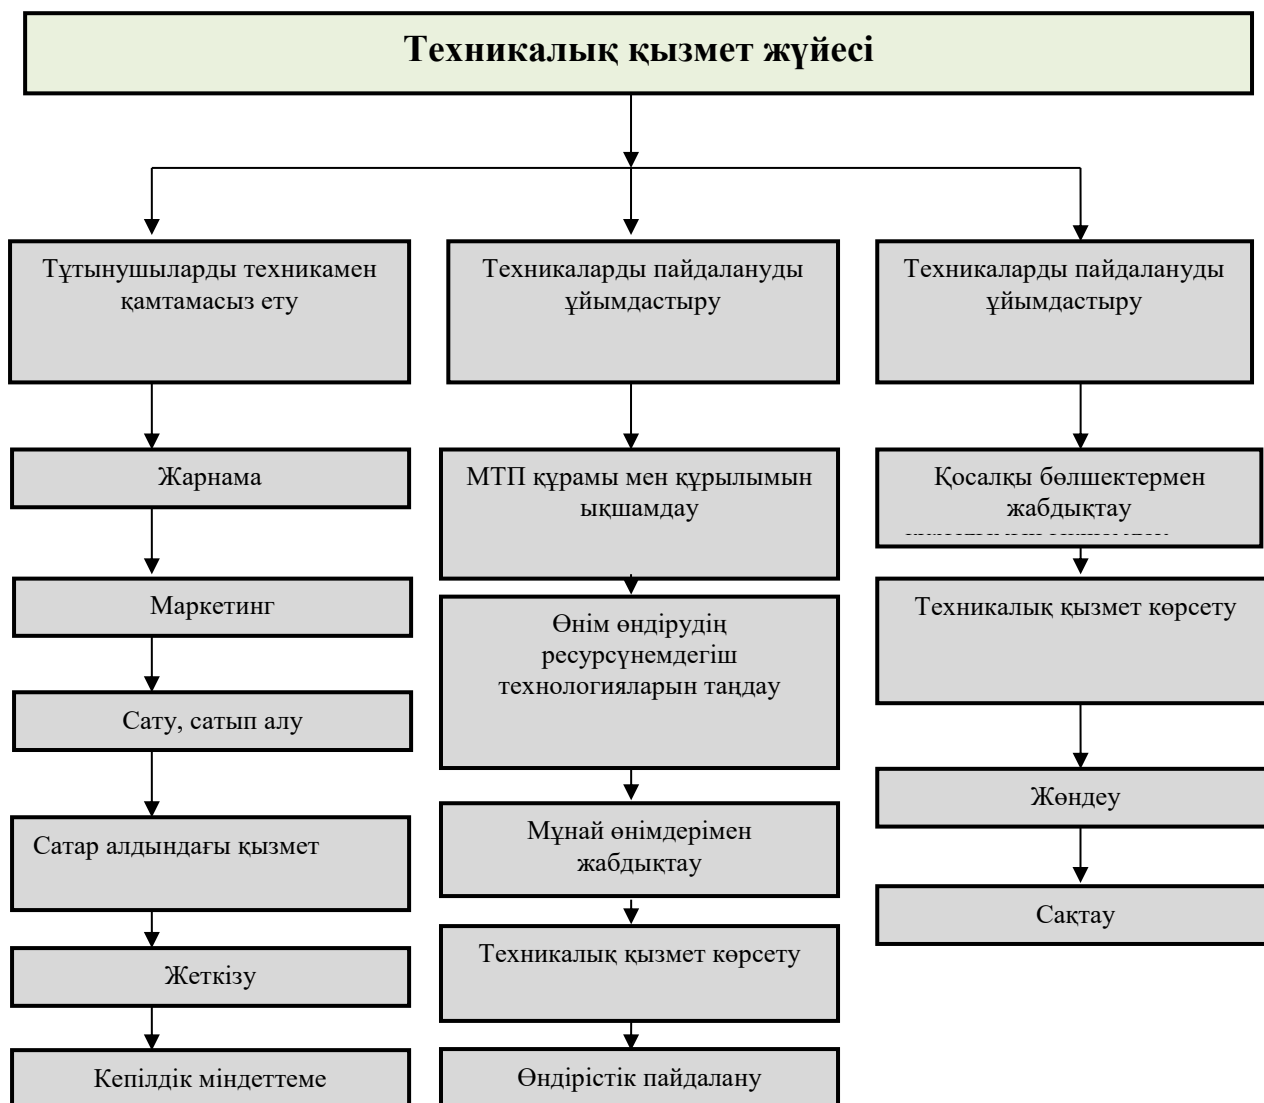 Техникалық қызмет жүйесі
Тұтынушыларды техникамен
қамтамасыз ету
Жарнама
Маркетинг
Сату, сатып алу
Сатар алдындағы қызмет
Жеткізу
Кепілдік міндеттеме
Техникаларды пайдалануды
ұйымдастыру
МТП құрамы мен құрылымын
ықшамдау
Өнім өндірудің
ресурсүнемдегіш
технологияларын таңдау
Мұнай өнімдерімен
жабдықтау
Техникалық қызмет көрсету
Өндірістік пайдалану
Техникаларды пайдалануды
ұйымдастыру
Қосалқы бөлшектермен
жабдықтау
Техникалық қызмет көрсету
Жөндеу
Сақтау